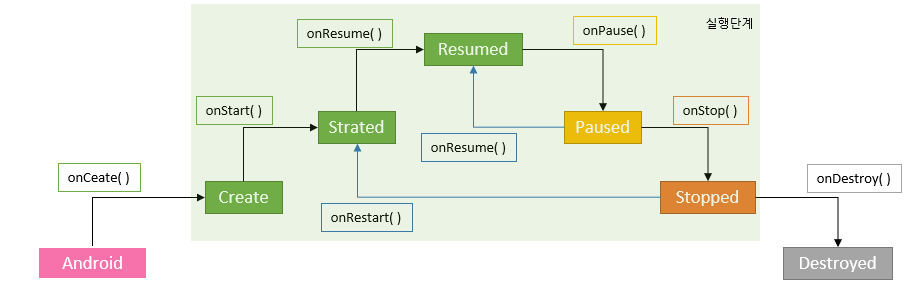 실행단계
onResume( )
Resumed
onPause( )
onStart( )
Strated
onResume( )
Paused
onStop( )
onCeate( )
Create
onRestart( )
Stopped
onDestroy( )
Android
Destroyed